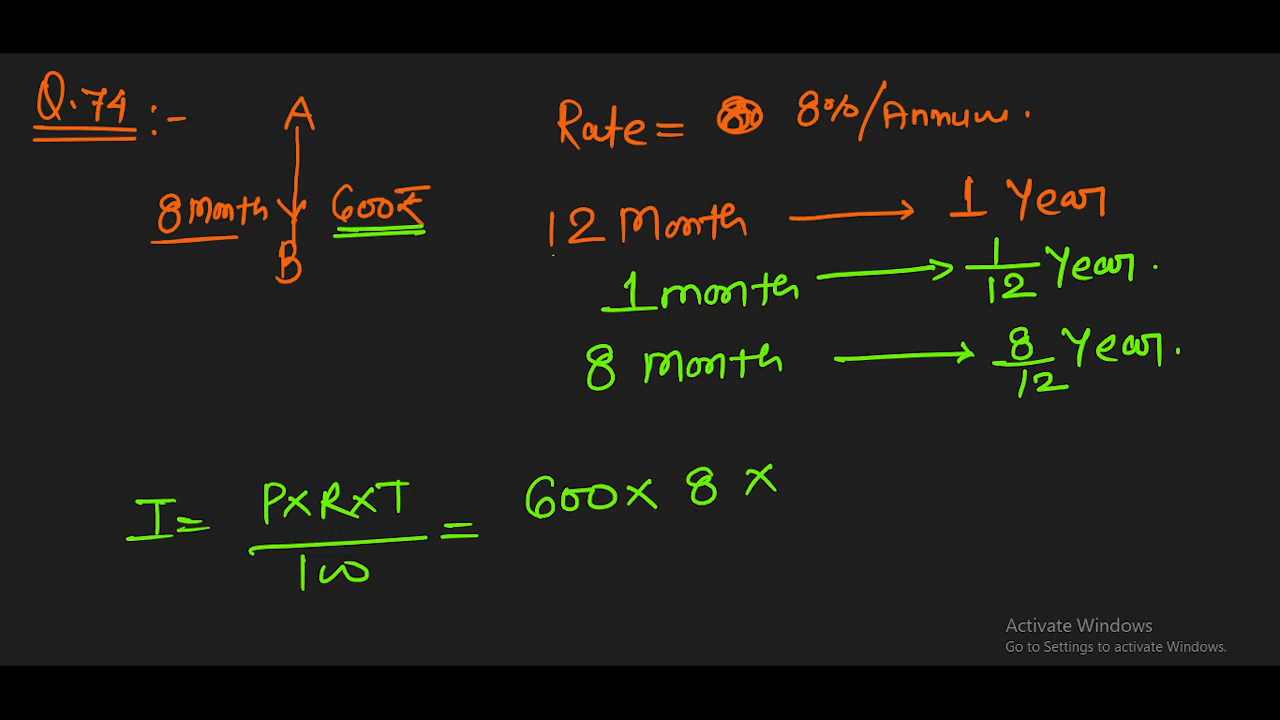 Q.74 :-
A
8 month 600₹
B
Rate = 8%/Annum.
12 Month → 1 Year
1 month → 1/12 Year.
8 Month → 8/12 Year.
I = P×R×T/100 = 600 × 8 ×
Activate Windows
Go to Settings to activate Windows.